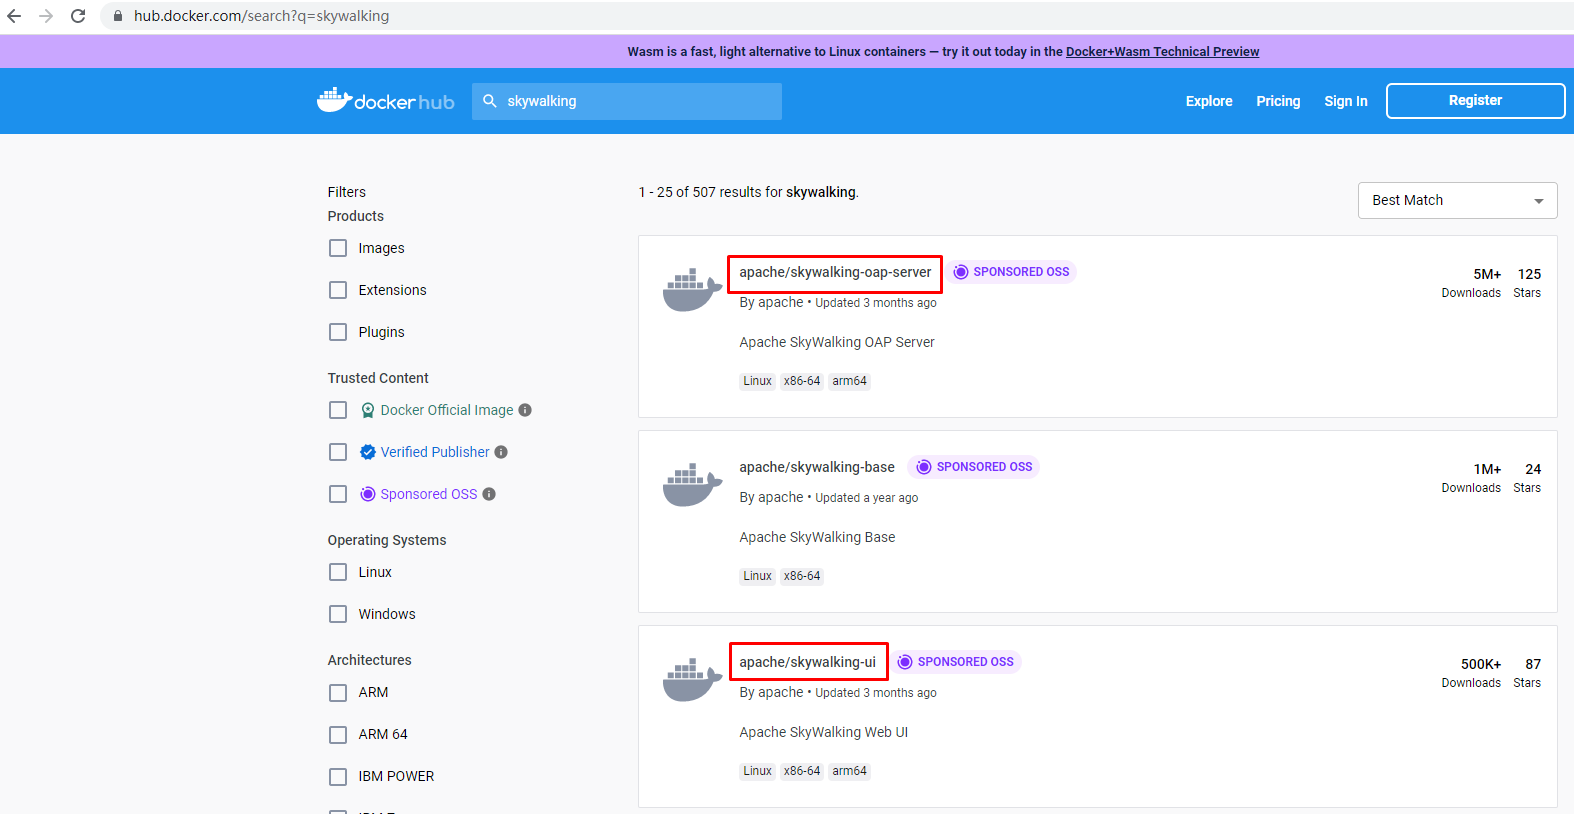 hub.docker.com/search?q=skywalking
Wasm is a fast, light alternative to Linux containers — try it out today in the Docker+Wasm Technical Preview
dockerhub
skywalking
Explore
Pricing
Sign In
Register
Filters
Products
Images
Extensions
Plugins
Trusted Content
Docker Official Image
Verified Publisher
Sponsored OSS
Operating Systems
Linux
Windows
Architectures
ARM
ARM 64
IBM POWER
1 - 25 of 507 results for skywalking.
Best Match
apache/skywalking-oap-server SPONSORED OSS
By apache • Updated 3 months ago
Apache SkyWalking OAP Server
Linux x86-64 arm64
5M+ 125
Downloads Stars
apache/skywalking-base SPONSORED OSS
By apache • Updated a year ago
Apache SkyWalking Base
Linux x86-64
1M+ 24
Downloads Stars
apache/skywalking-ui SPONSORED OSS
By apache • Updated 3 months ago
Apache SkyWalking Web UI
Linux x86-64 arm64
500K+ 87
Downloads Stars